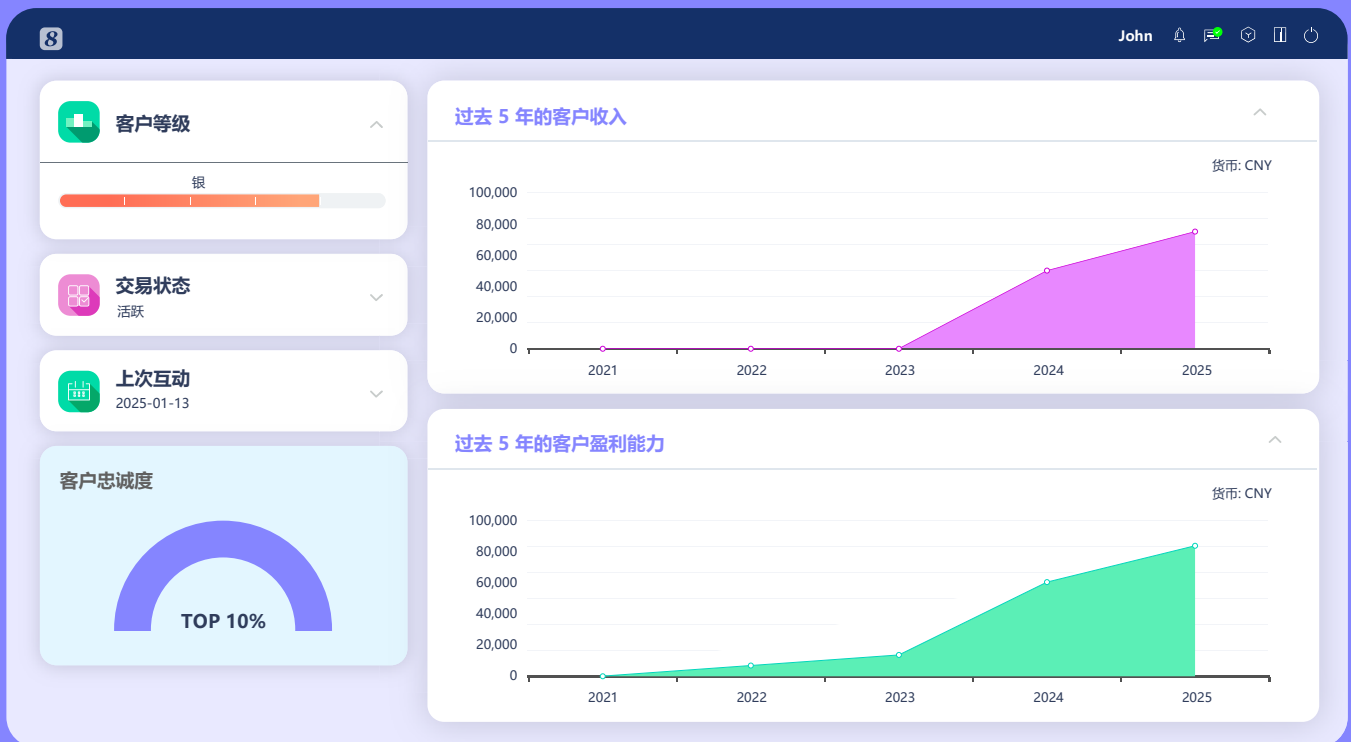 8
John
客户等级
银
交易状态
活跃
上次互动
2025-01-13
客户忠诚度
TOP 10%
过去 5 年的客户收入
货币: CNY
100,000
80,000
60,000
40,000
20,000
0
2021 2022 2023 2024 2025
过去 5 年的客户盈利能力
货币: CNY
100,000
80,000
60,000
40,000
20,000
0
2021 2022 2023 2024 2025